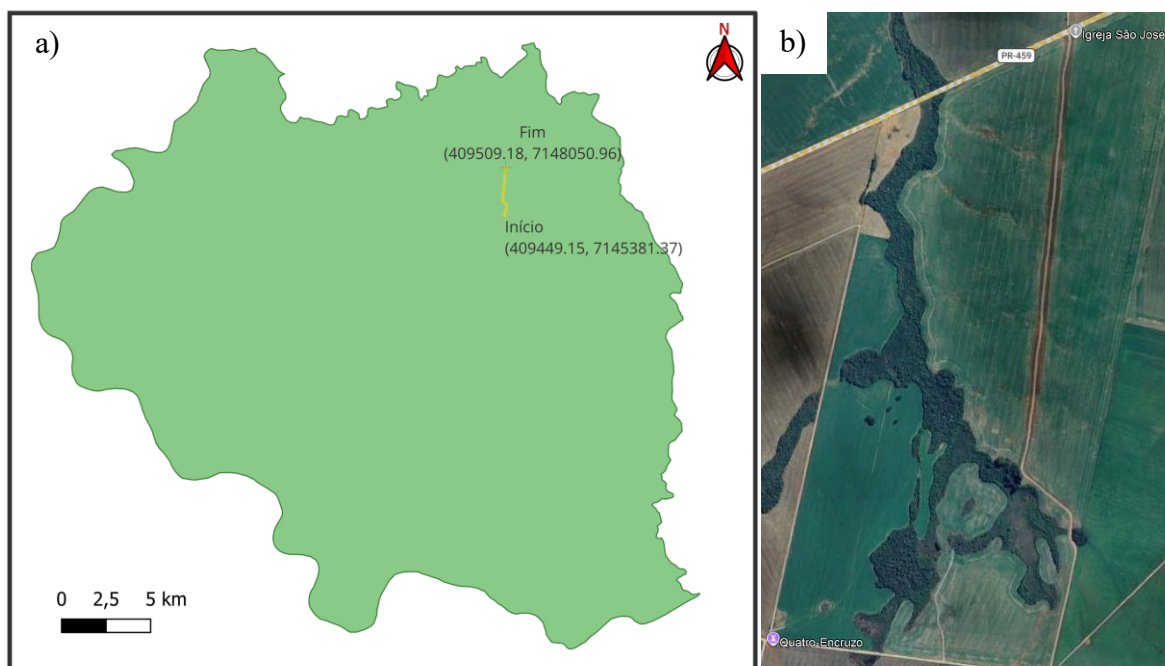 a)
N
Fim
(409509.18, 7148050.96)
Início
(409449.15, 7145381.37)
0 2,5 5 km
b)
Igreja São Jose
PR-459
Quatro-Encruzo